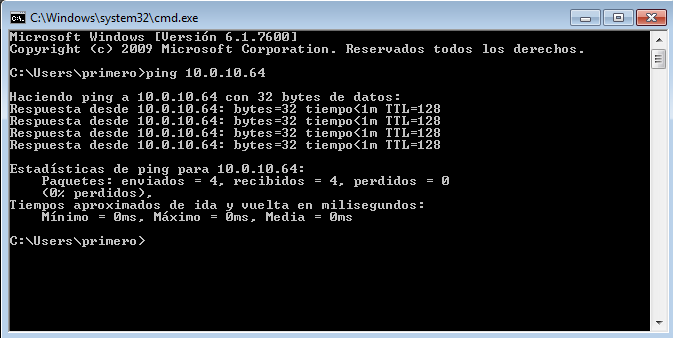 C:\Windows\system32\cmd.exe
Microsoft Windows [Versión 6.1.7600]
Copyright (c) 2009 Microsoft Corporation. Reservados todos los derechos.
C:\Users\primero>ping 10.0.10.64
Haciendo ping a 10.0.10.64 con 32 bytes de datos:
Respuesta desde 10.0.10.64: bytes=32 tiempo<1m TTL=128
Respuesta desde 10.0.10.64: bytes=32 tiempo<1m TTL=128
Respuesta desde 10.0.10.64: bytes=32 tiempo<1m TTL=128
Respuesta desde 10.0.10.64: bytes=32 tiempo<1m TTL=128
Estadísticas de ping para 10.0.10.64:
Paquetes: enviados = 4, recibidos = 4, perdidos = 0
(0% perdidos),
Tiempos aproximados de ida y vuelta en milisegundos:
Mínimo = 0ms, Máximo = 0ms, Media = 0ms
C:\Users\primero>